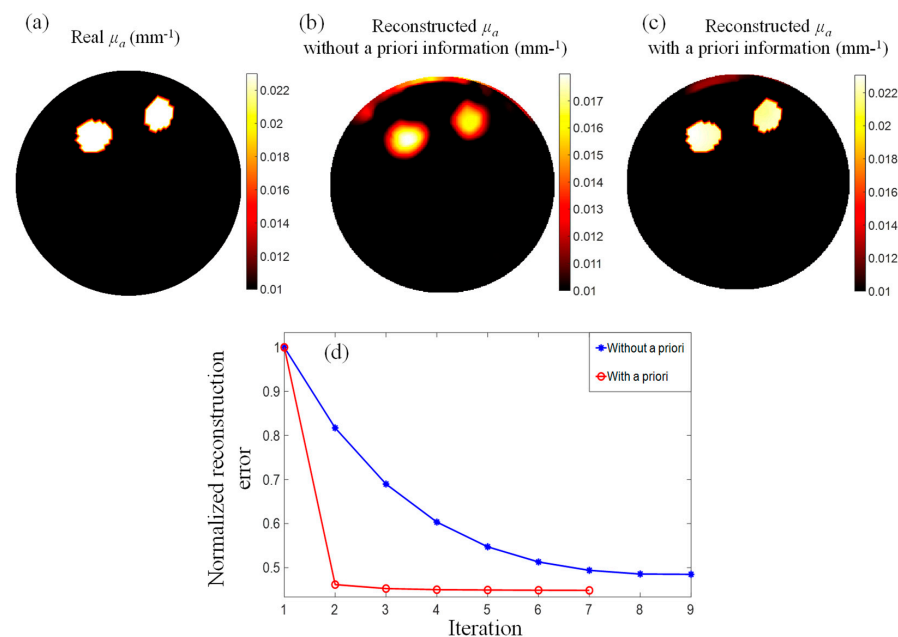 (a)
Real μa (mm-1)
0.022
0.02
0.018
0.016
0.014
0.012
0.01
(b)
Reconstructed μa
without a priori information (mm-1)
0.017
0.016
0.015
0.014
0.013
0.012
0.011
0.01
(c)
Reconstructed μa
with a priori information (mm-1)
0.022
0.02
0.018
0.016
0.014
0.012
0.01
(d)
Without a priori
With a priori
Normalized reconstruction
error
1
0.9
0.8
0.7
0.6
0.5
1 2 3 4 5 6 7 8 9
Iteration